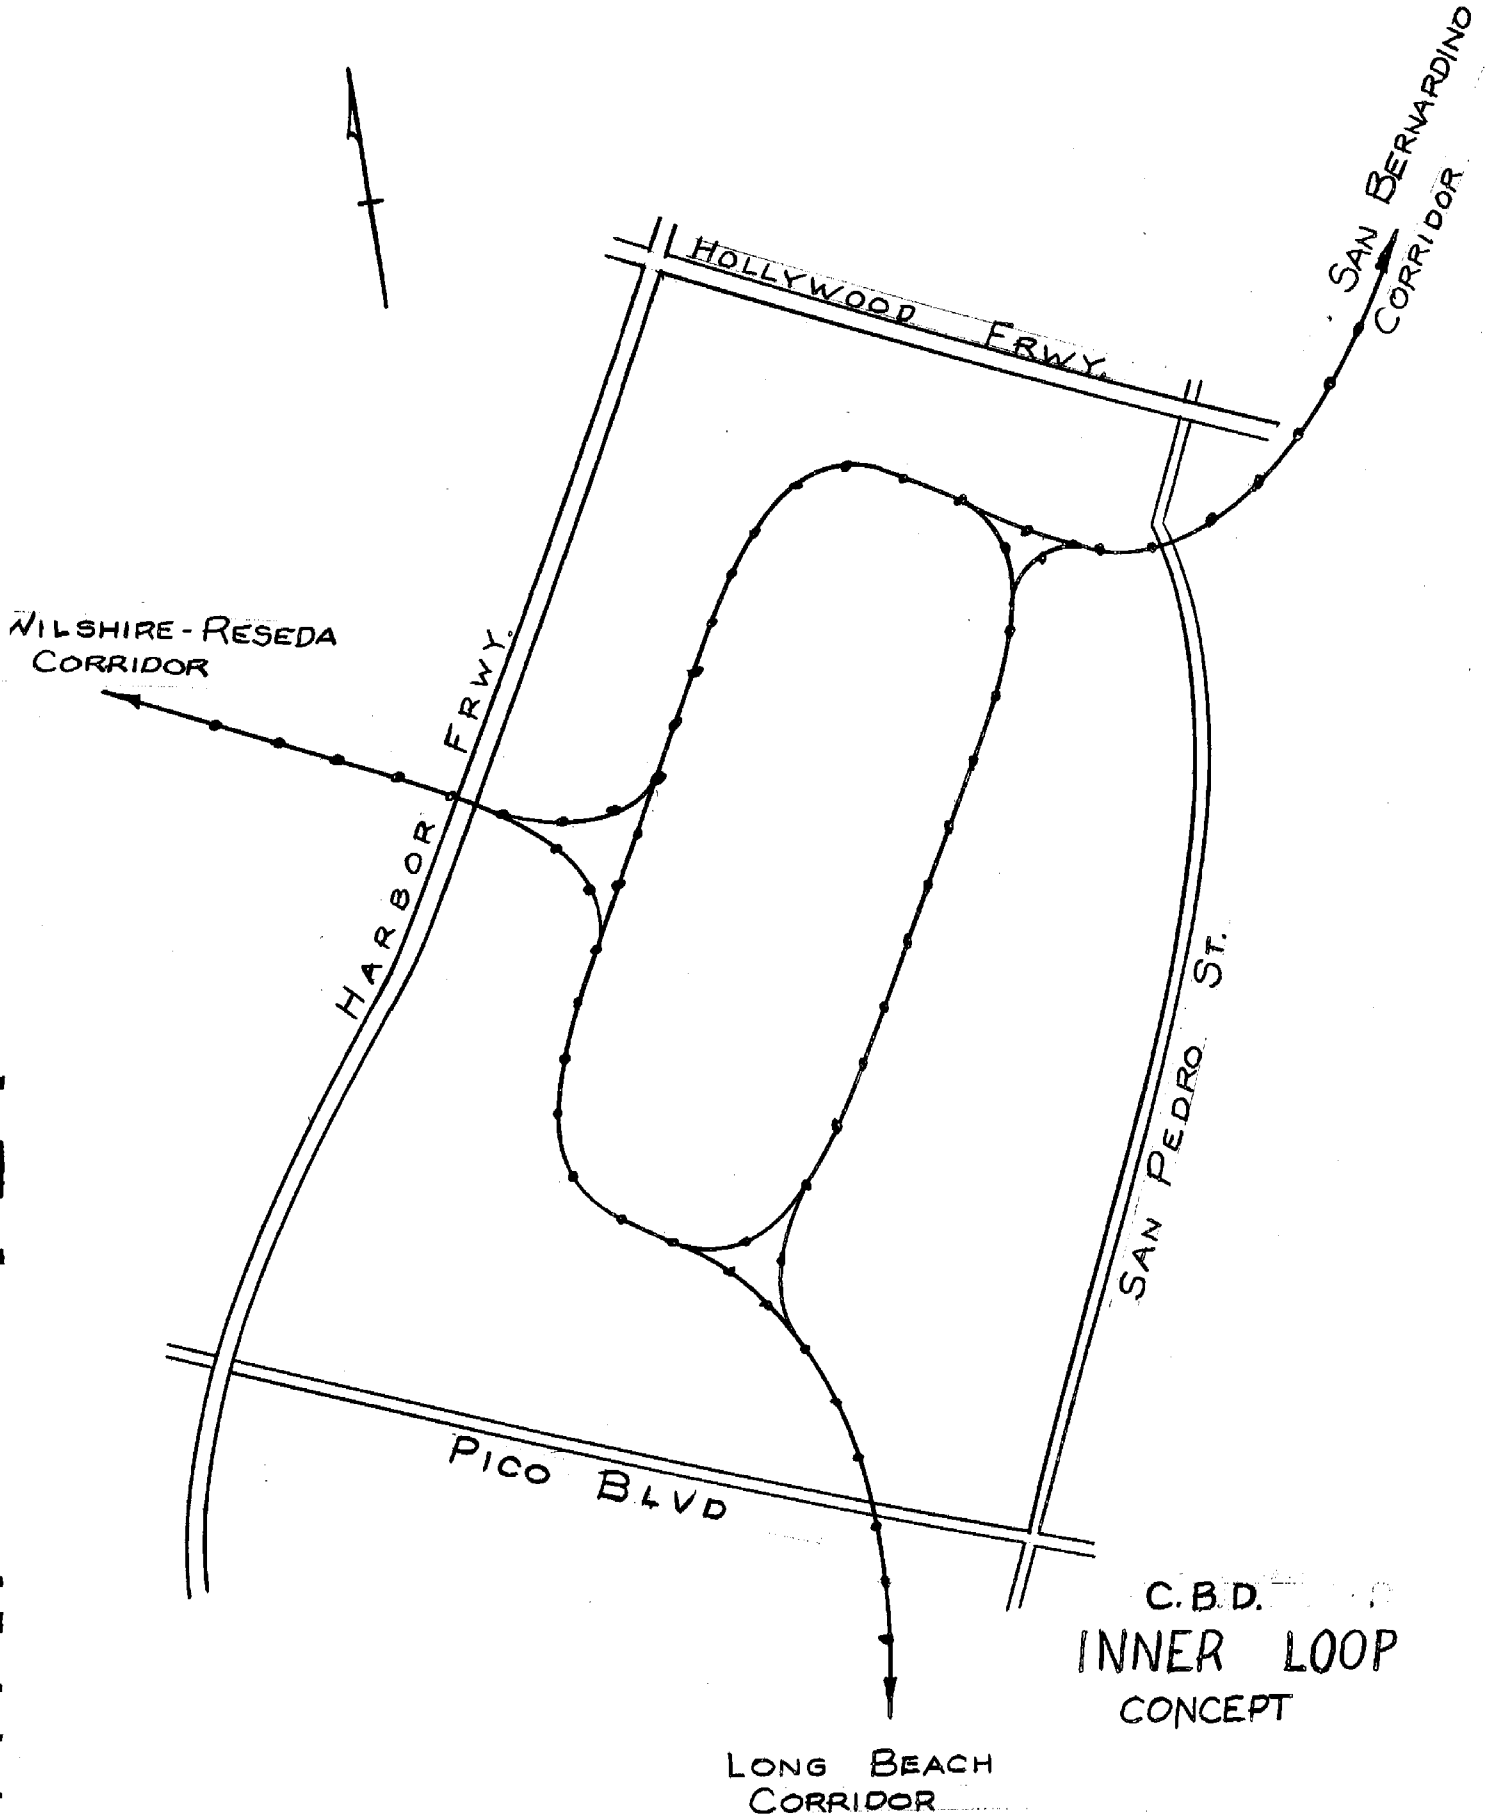 SAN BERNARDINO
CORRIDOR
HOLLYWOOD FRWY.
WILSHIRE-RESEDA
CORRIDOR
HARBOR FRWY.
SAN PEDRO ST.
PICO BLVD
C.B.D.
INNER LOOP
CONCEPT
LONG BEACH
CORRIDOR